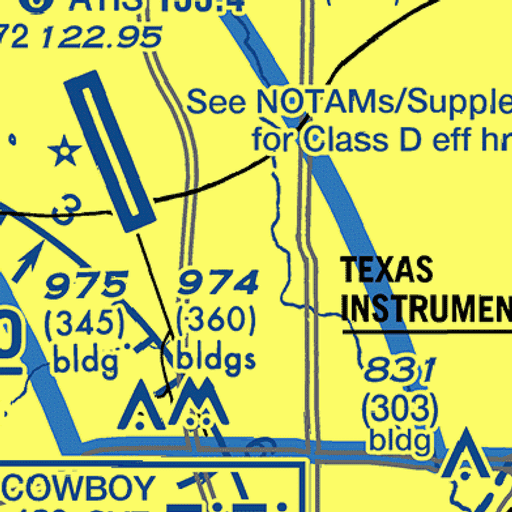 ATIS 133.4
72 122.95
See NOTAMs/Supple
for Class D eff hr
3
975
(345)
bldg
974
(360)
bldgs
TEXAS
INSTRUMEN
0
831
(303)
bldg
COWBOY